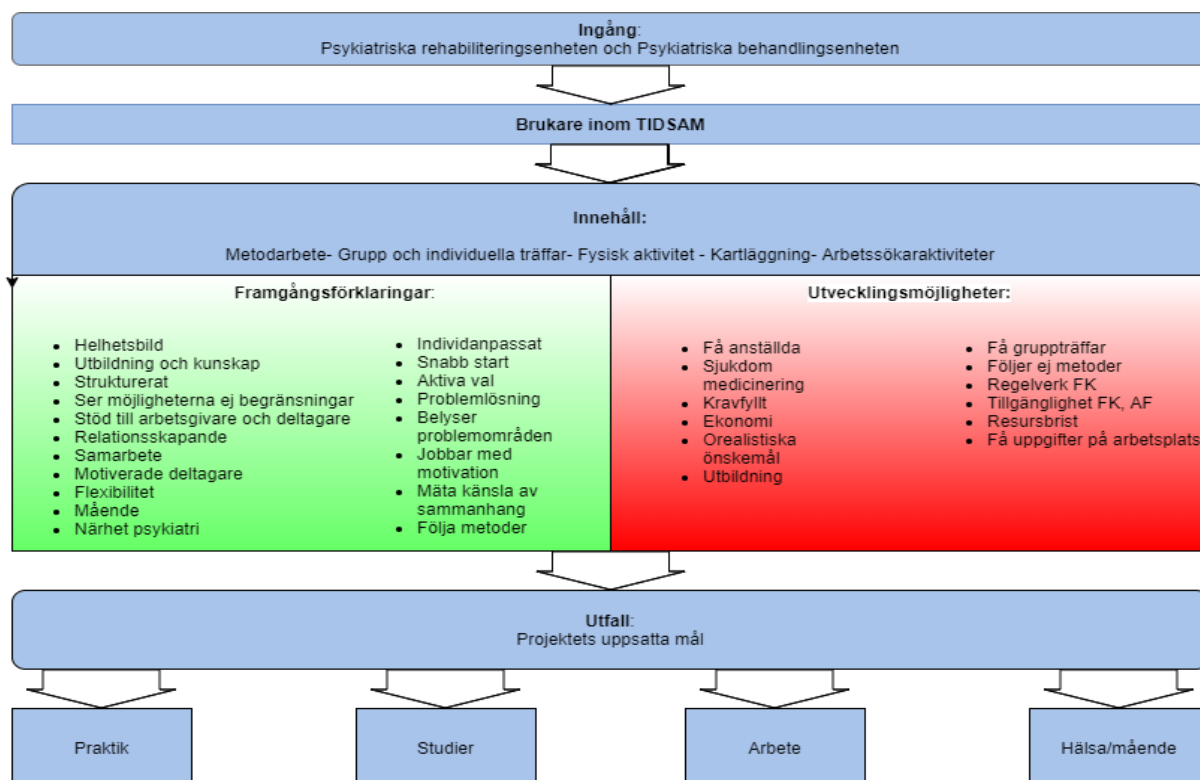 Ingång:
Psykiatriska rehabiliteringsenheten och Psykiatriska behandlingsenheten
Brukare inom TIDSAM
Innehåll:
Metodarbete- Grupp och individuella träffar- Fysisk aktivitet - Kartläggning- Arbetssökaraktiviteter
Framgångsförklaringar:
• Helhetsbild
• Utbildning och kunskap
• Strukturerat
• Ser möjligheterna ej begränsningar
• Stöd till arbetsgivare och deltagare
• Relationsskapande
• Samarbete
• Motiverade deltagare
• Flexibilitet
• Mående
• Närhet psykiatri
• Individanpassat
• Snabb start
• Aktiva val
• Problemlösning
• Belyser
problemområden
• Jobbar med
motivation
• Mäta känsla av
sammanhang
• Följa metoder
Utvecklingsmöjligheter:
• Få anställda
• Sjukdom
medicinering
• Kravfyllt
• Ekonomi
• Orealistiska
önskemål
• Utbildning
• Få gruppträffar
• Följer ej metoder
• Regelverk FK
• Tillgänglighet FK, AF
• Resursbrist
• Få uppgifter på arbetsplats
Utfall:
Projektets uppsatta mål
Praktik
Studier
Arbete
Hälsa/mående